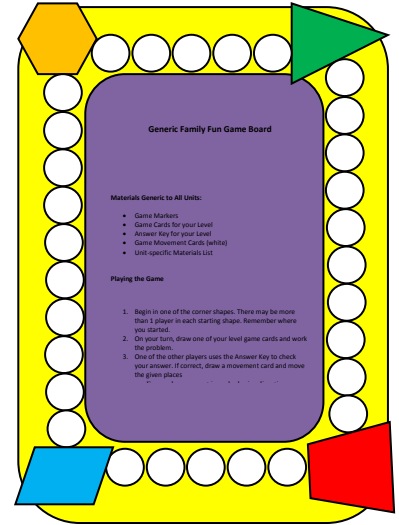 Generic Family Fun Game Board
Materials Generic to All Units:
• Game Markers
• Game Cards for your Level
• Answer Key for your Level
• Game Movement Cards (white)
• Unit-specific Materials List
Playing the Game
1. Begin in one of the corner shapes. There may be more
than 1 player in each starting shape. Remember where
you started.
2. On your turn, draw one of your level game cards and work
the problem.
3. One of the other players uses the Answer Key to check
your answer. If correct, draw a movement card and move
the given places